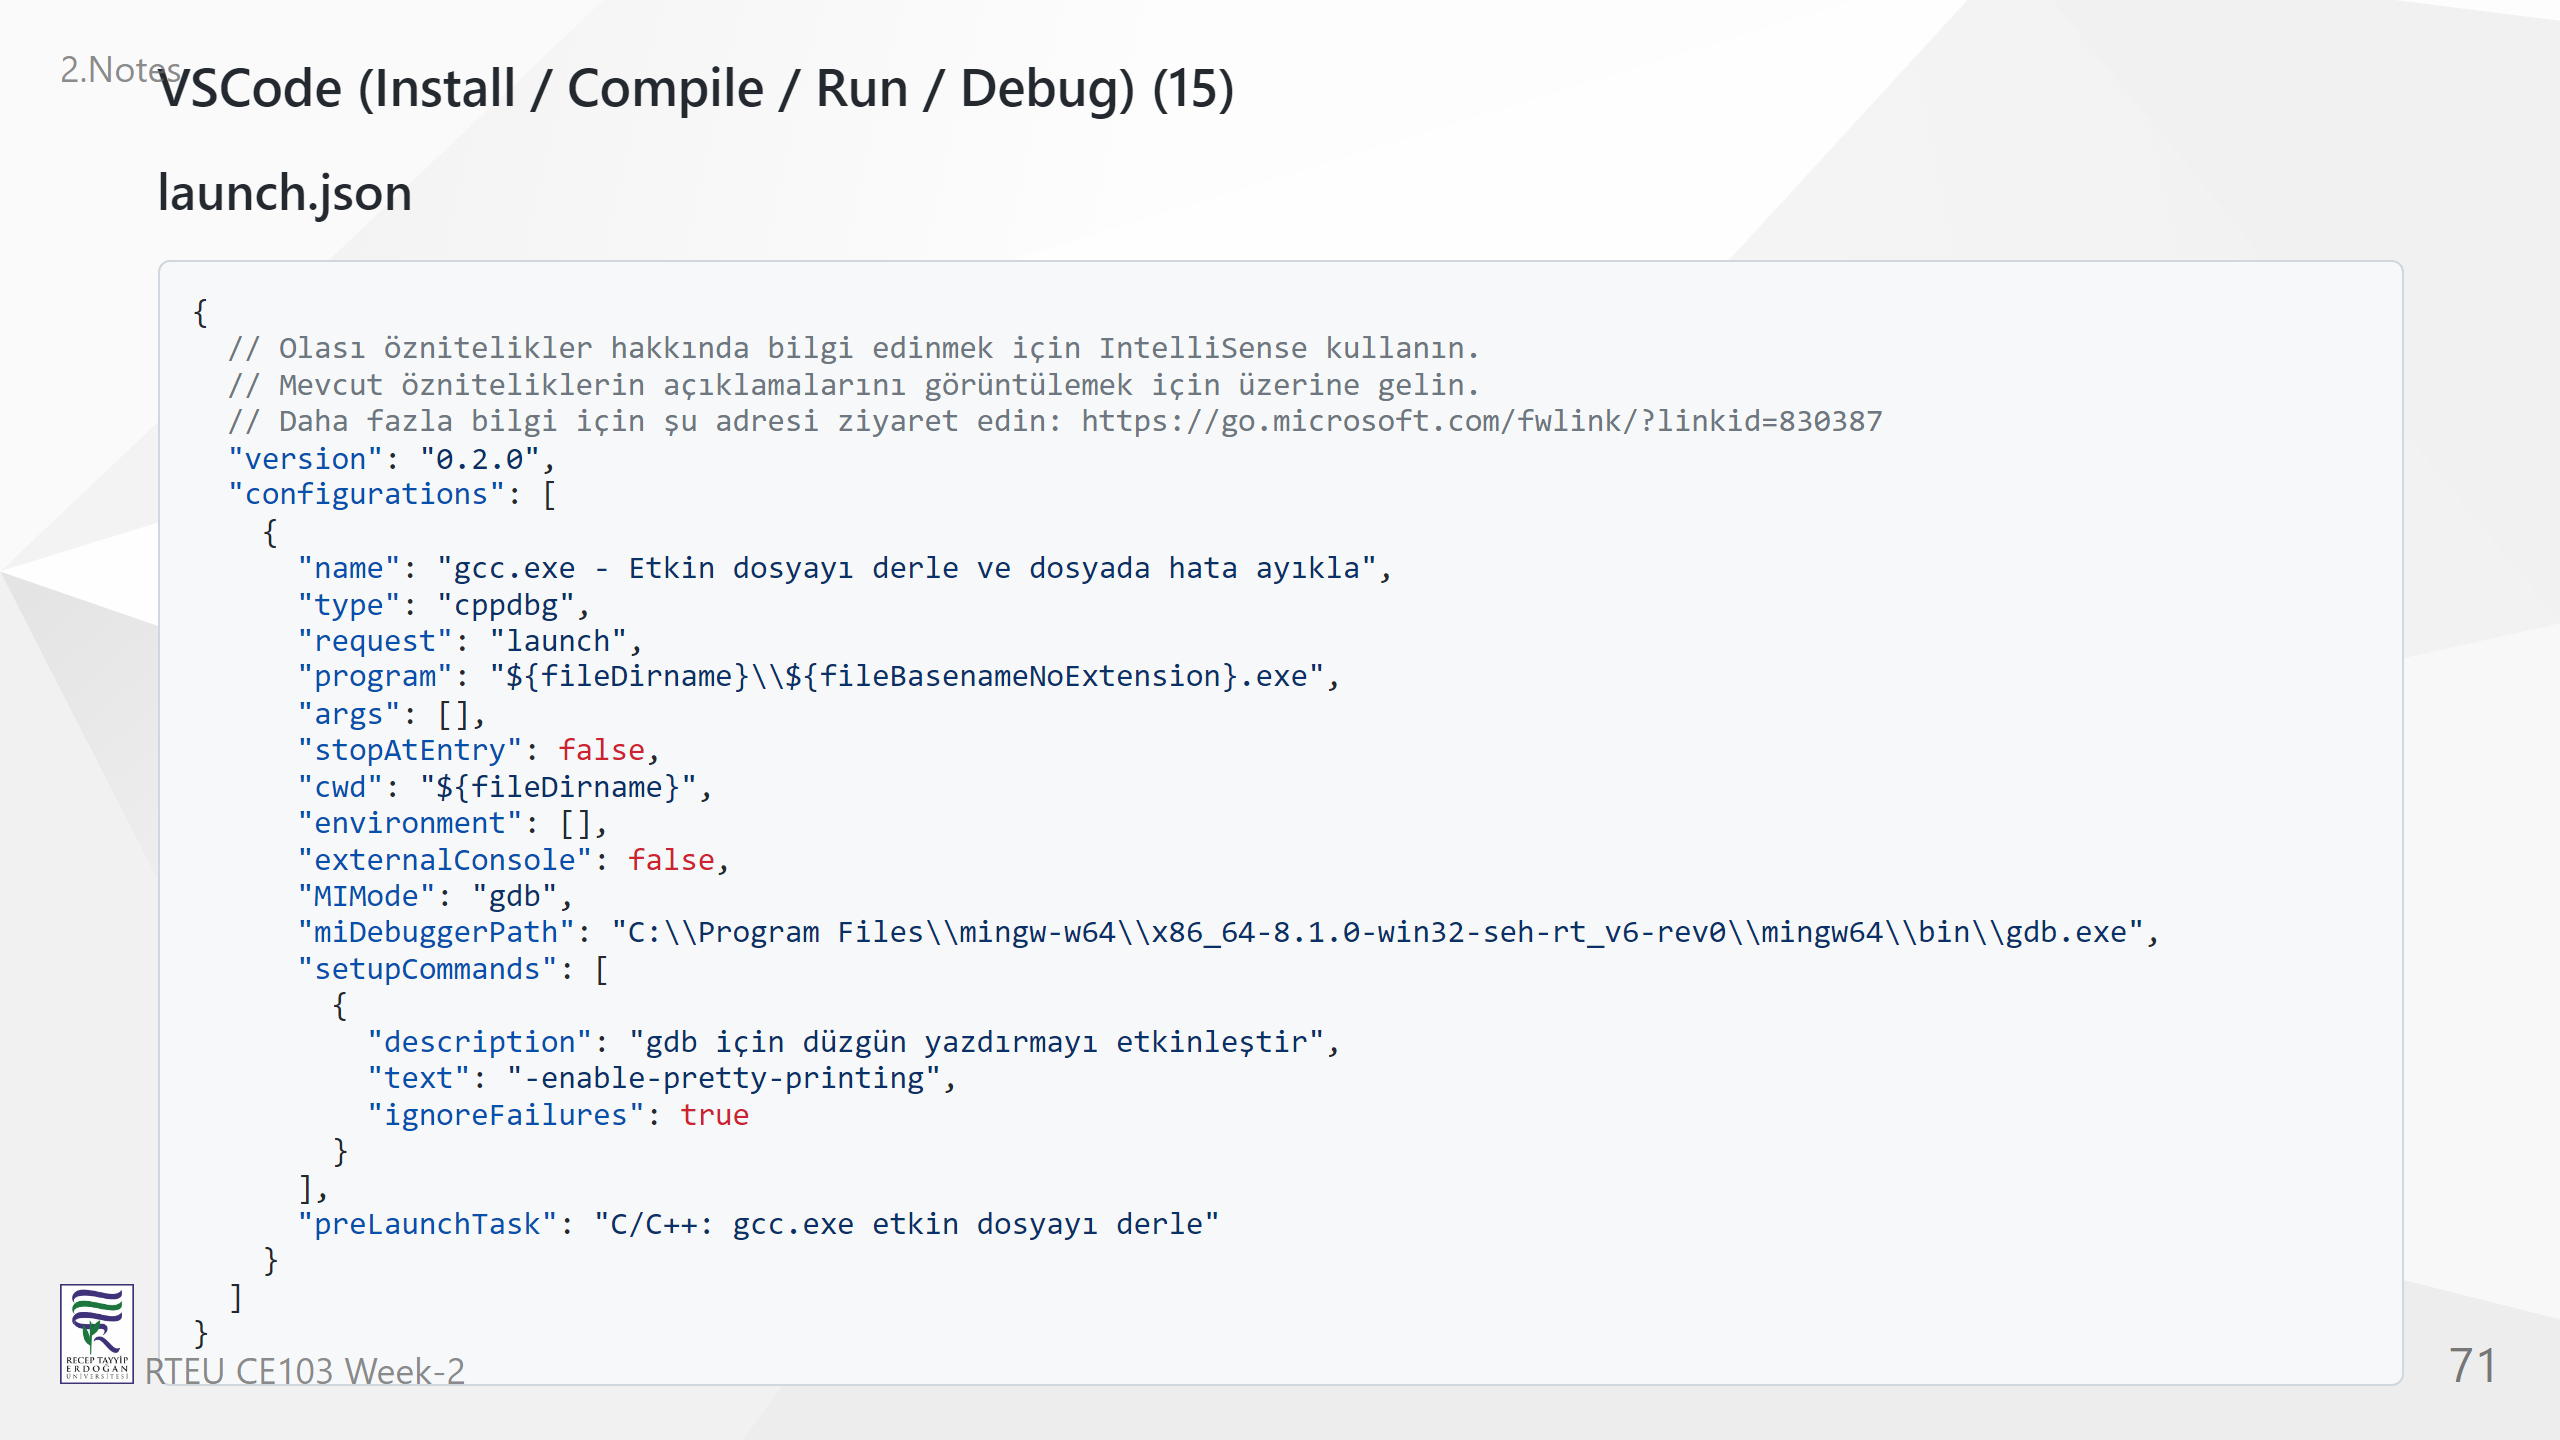 2.Notes
VSCode (Install / Compile / Run / Debug) (15)
launch.json
{
  // Olası öznitelikler hakkında bilgi edinmek için IntelliSense kullanın.
  // Mevcut özniteliklerin açıklamalarını görüntülemek için üzerine gelin.
  // Daha fazla bilgi için şu adresi ziyaret edin: https://go.microsoft.com/fwlink/?linkid=830387
  "version": "0.2.0",
  "configurations": [
    {
      "name": "gcc.exe - Etkin dosyayı derle ve dosyada hata ayıkla",
      "type": "cppdbg",
      "request": "launch",
      "program": "${fileDirname}\\${fileBasenameNoExtension}.exe",
      "args": [],
      "stopAtEntry": false,
      "cwd": "${fileDirname}",
      "environment": [],
      "externalConsole": false,
      "MIMode": "gdb",
      "miDebuggerPath": "C:\\Program Files\\mingw-w64\\x86_64-8.1.0-win32-seh-rt_v6-rev0\\mingw64\\bin\\gdb.exe",
      "setupCommands": [
        {
          "description": "gdb için düzgün yazdırmayı etkinleştir",
          "text": "-enable-pretty-printing",
          "ignoreFailures": true
        }
      ],
      "preLaunchTask": "C/C++: gcc.exe etkin dosyayı derle"
    }
  ]
}
RECEP TAYYİP
ERDOĞAN
ÜNİVERSİTESİ
RTEU CE103 Week-2
71